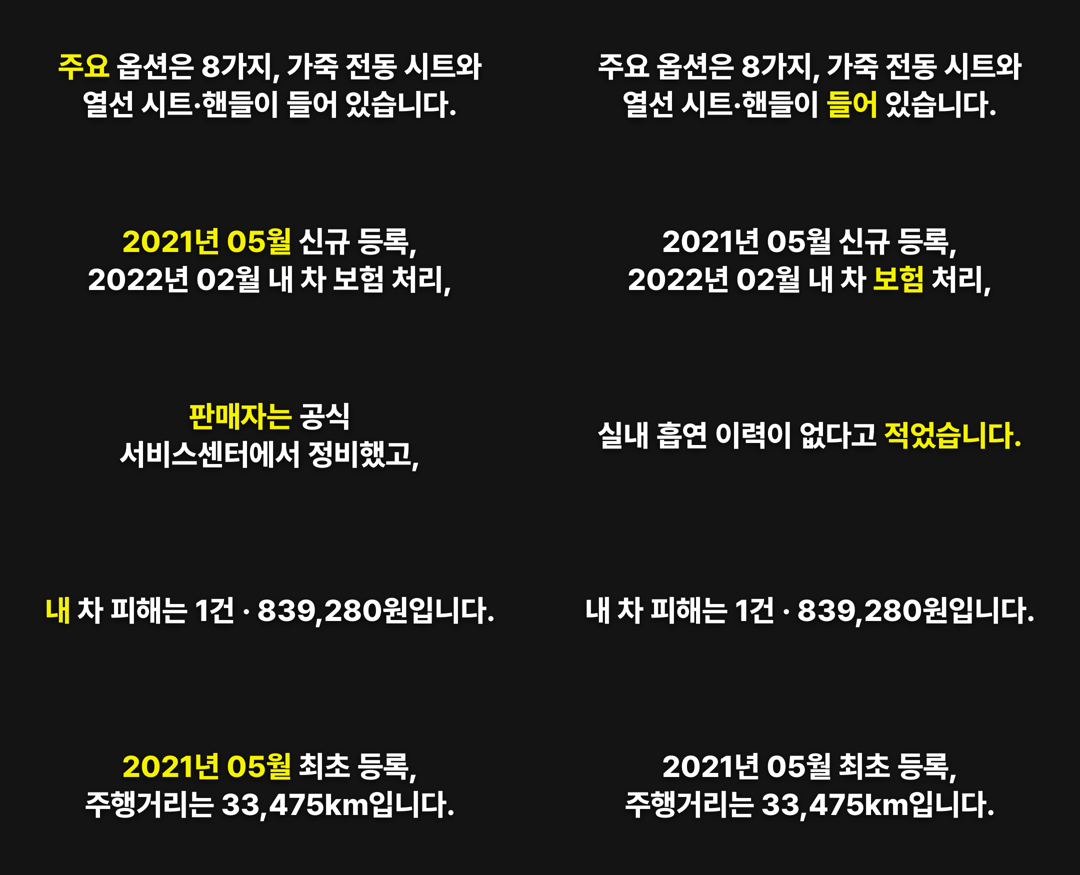 주요 옵션은 8가지, 가죽 전동 시트와
열선 시트·핸들이 들어 있습니다.
주요 옵션은 8가지, 가죽 전동 시트와
열선 시트·핸들이 들어 있습니다.
2021년 05월 신규 등록,
2022년 02월 내 차 보험 처리,
2021년 05월 신규 등록,
2022년 02월 내 차 보험 처리,
판매자는 공식
서비스센터에서 정비했고,
실내 흡연 이력이 없다고 적었습니다.
내 차 피해는 1건 · 839,280원입니다.
내 차 피해는 1건 · 839,280원입니다.
2021년 05월 최초 등록,
주행거리는 33,475km입니다.
2021년 05월 최초 등록,
주행거리는 33,475km입니다.